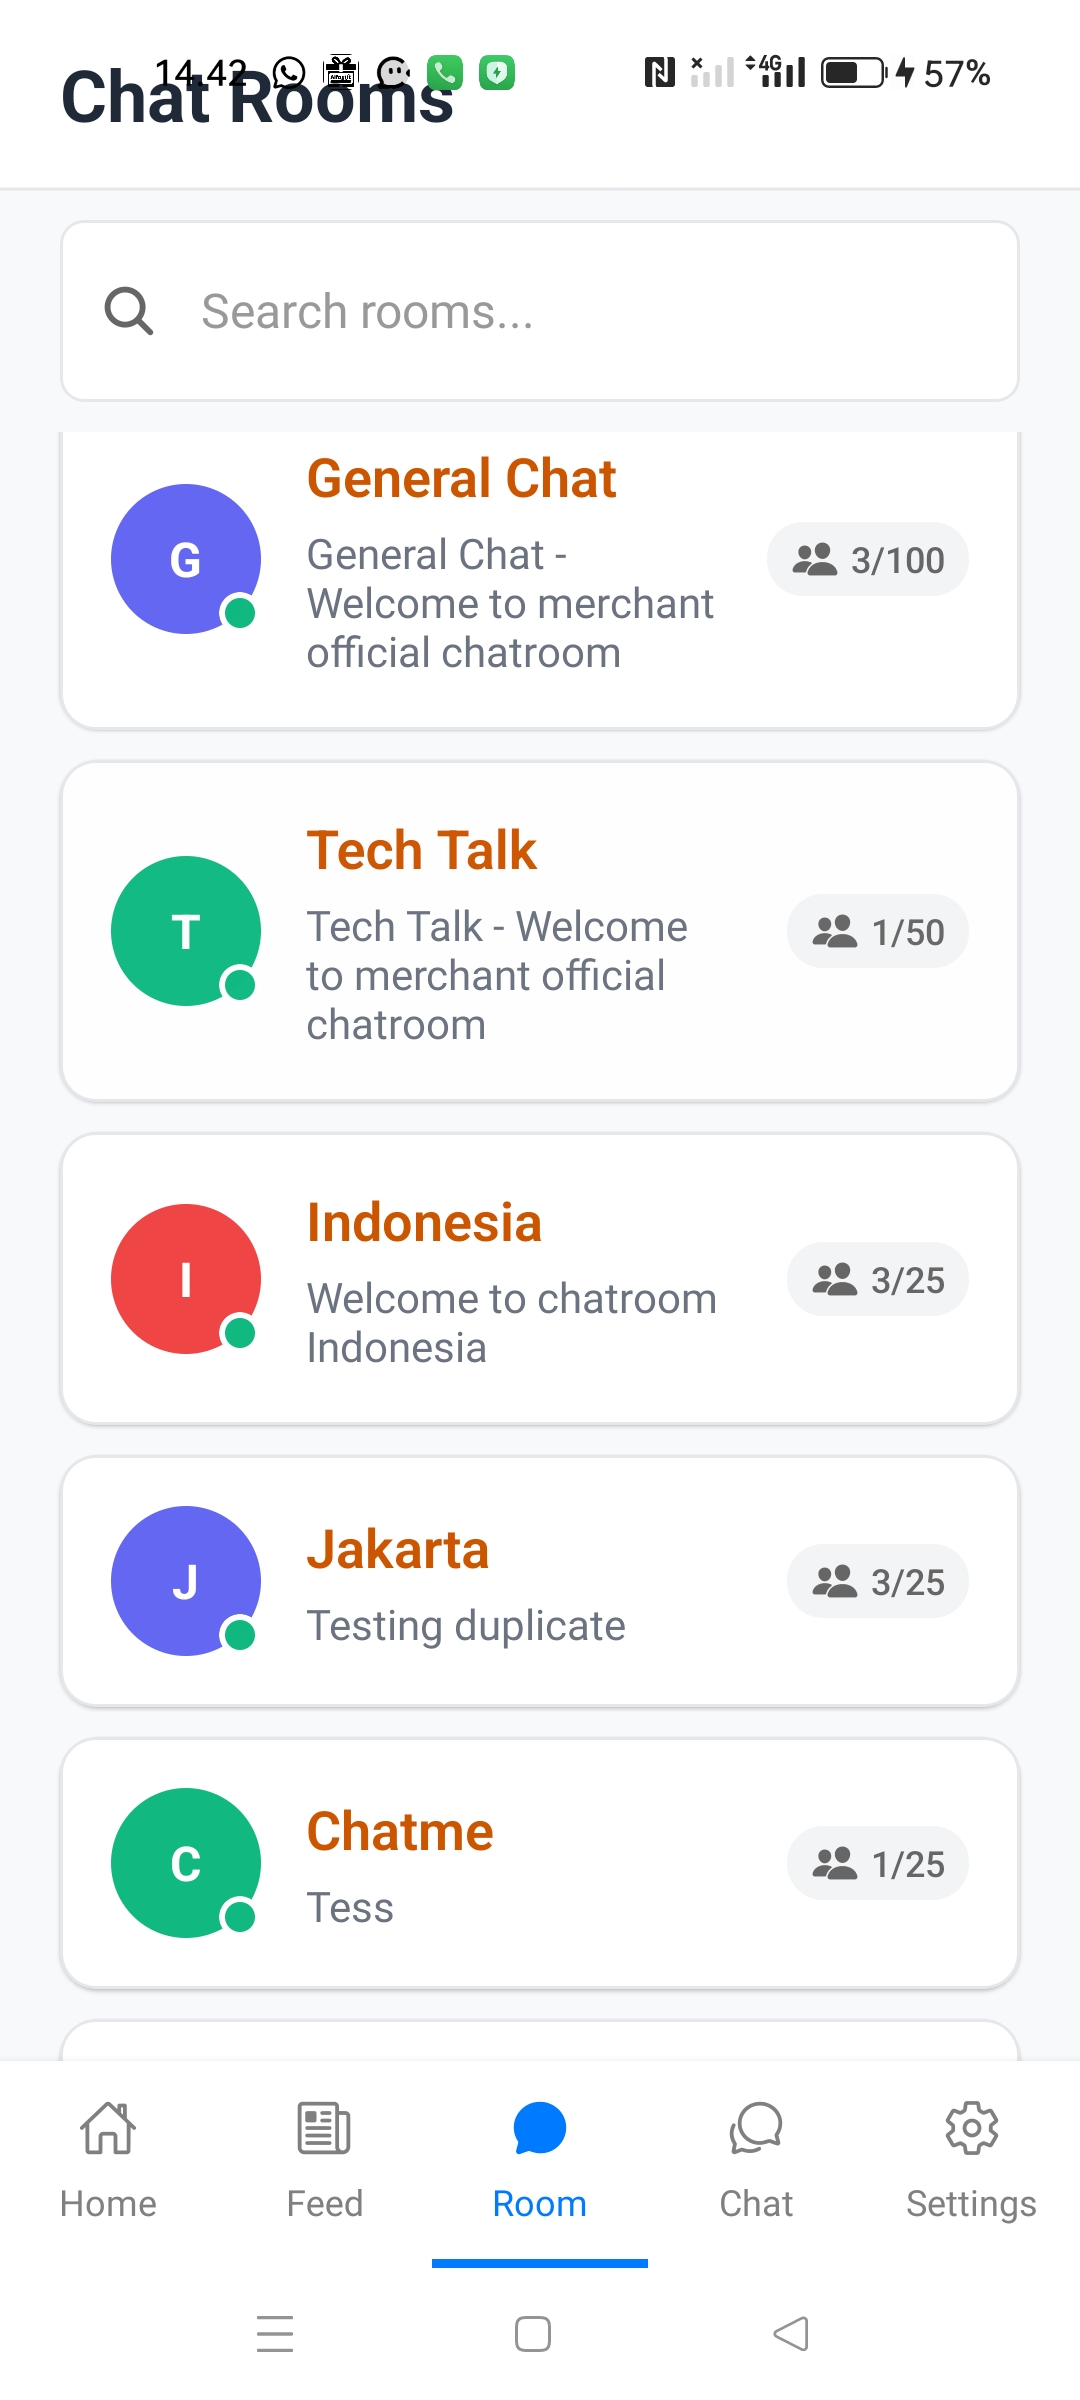 14.42
57%
4G
Chat Rooms
Search rooms...
G
General Chat
General Chat -
Welcome to merchant
official chatroom
3/100
T
Tech Talk
Tech Talk - Welcome
to merchant official
chatroom
1/50
I
Indonesia
Welcome to chatroom
Indonesia
3/25
J
Jakarta
Testing duplicate
3/25
C
Chatme
Tess
1/25
Home
Feed
Room
Chat
Settings